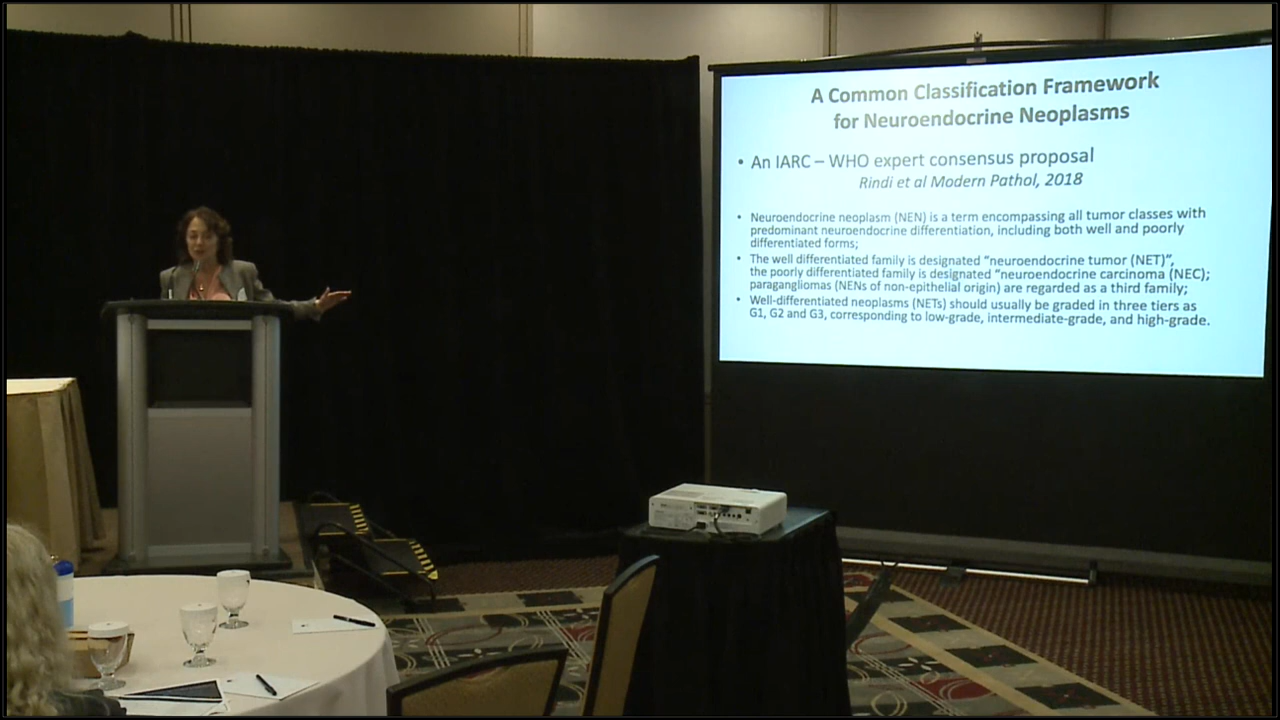 A Common Classification Framework
for Neuroendocrine Neoplasms
• An IARC – WHO expert consensus proposal
Rindi et al Modern Pathol, 2018
• Neuroendocrine neoplasm (NEN) is a term encompassing all tumor classes with
predominant neuroendocrine differentiation, including both well and poorly
differentiated forms;
• The well differentiated family is designated “neuroendocrine tumor (NET)”,
the poorly differentiated family is designated “neuroendocrine carcinoma (NEC);
paragangliomas (NENs of non-epithelial origin) are regarded as a third family;
• Well-differentiated neoplasms (NETs) should usually be graded in three tiers as
G1, G2 and G3, corresponding to low-grade, intermediate-grade, and high-grade.